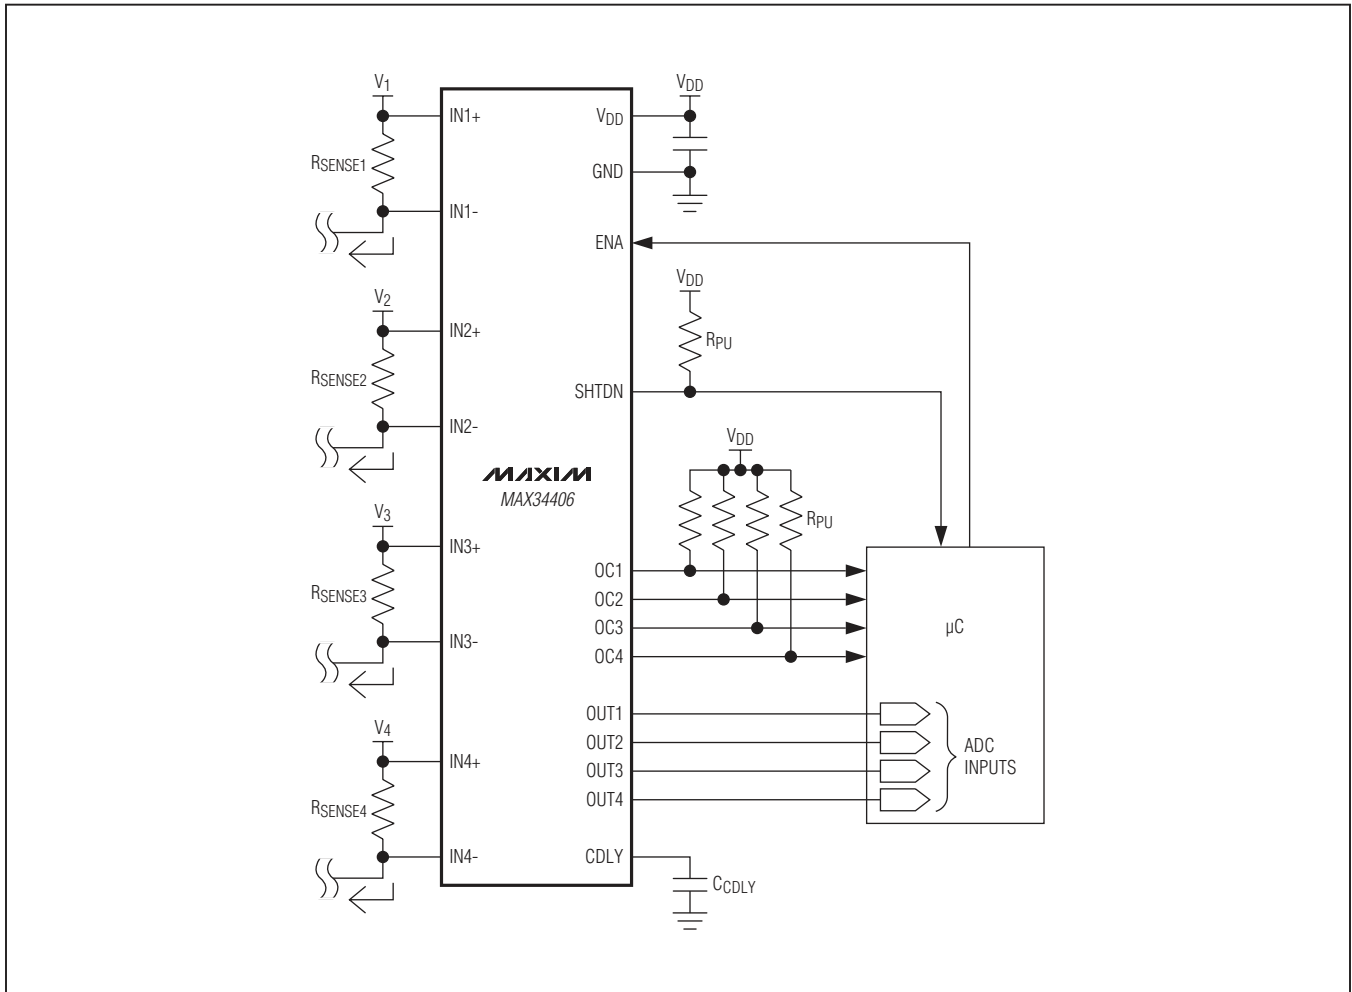 V1
IN1+
RSENSE1
IN1-
V2
IN2+
RSENSE2
IN2-
V3
IN3+
RSENSE3
IN3-
V4
IN4+
RSENSE4
IN4-
MAXIM
MAX34406
VDD
VDD
GND
ENA
VDD
RPU
SHTDN
VDD
RPU
OC1
OC2
OC3
OC4
µC
OUT1
OUT2
OUT3
OUT4
ADC
INPUTS
CDLY
CCDLY